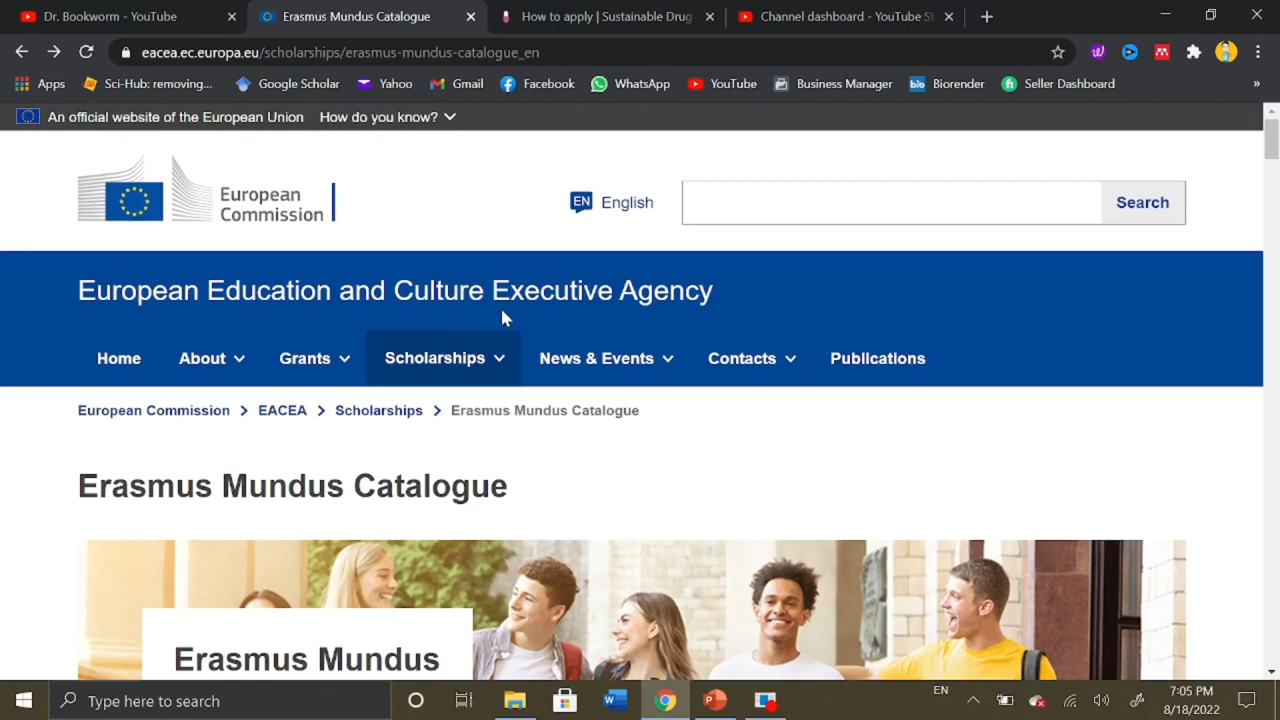 Dr. Bookworm - YouTube
Erasmus Mundus Catalogue
How to apply | Sustainable Drug
Channel dashboard - YouTube St
eacea.ec.europa.eu/scholarships/erasmus-mundus-catalogue_en
Apps
Sci-Hub: removing...
Google Scholar
Yahoo
Gmail
Facebook
WhatsApp
YouTube
Business Manager
bio
Biorender
fi
Seller Dashboard
»
An official website of the European Union
How do you know?
European
Commission
EN
English
Search
European Education and Culture Executive Agency
Home
About
Grants
Scholarships
News & Events
Contacts
Publications
European Commission > EACEA > Scholarships > Erasmus Mundus Catalogue
Erasmus Mundus Catalogue
Erasmus Mundus
Type here to search
EN
7:05 PM
8/18/2022